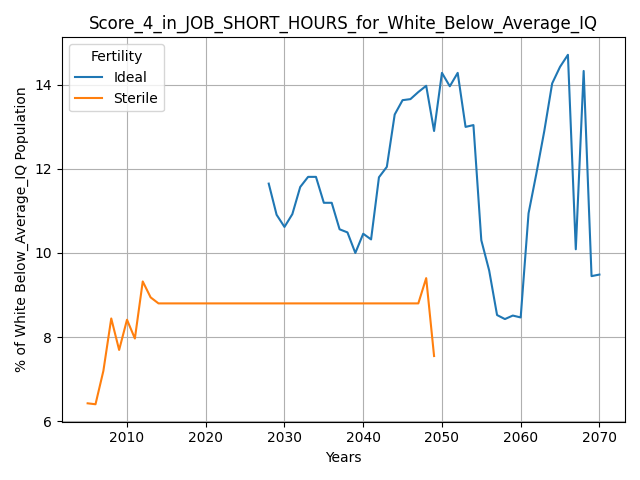 Score_4_in_JOB_SHORT_HOURS_for_White_Below_Average_IQ
Fertility
Ideal
Sterile
% of White Below_Average_IQ Population
14
12
10
8
6
2010 2020 2030 2040 2050 2060 2070
Years